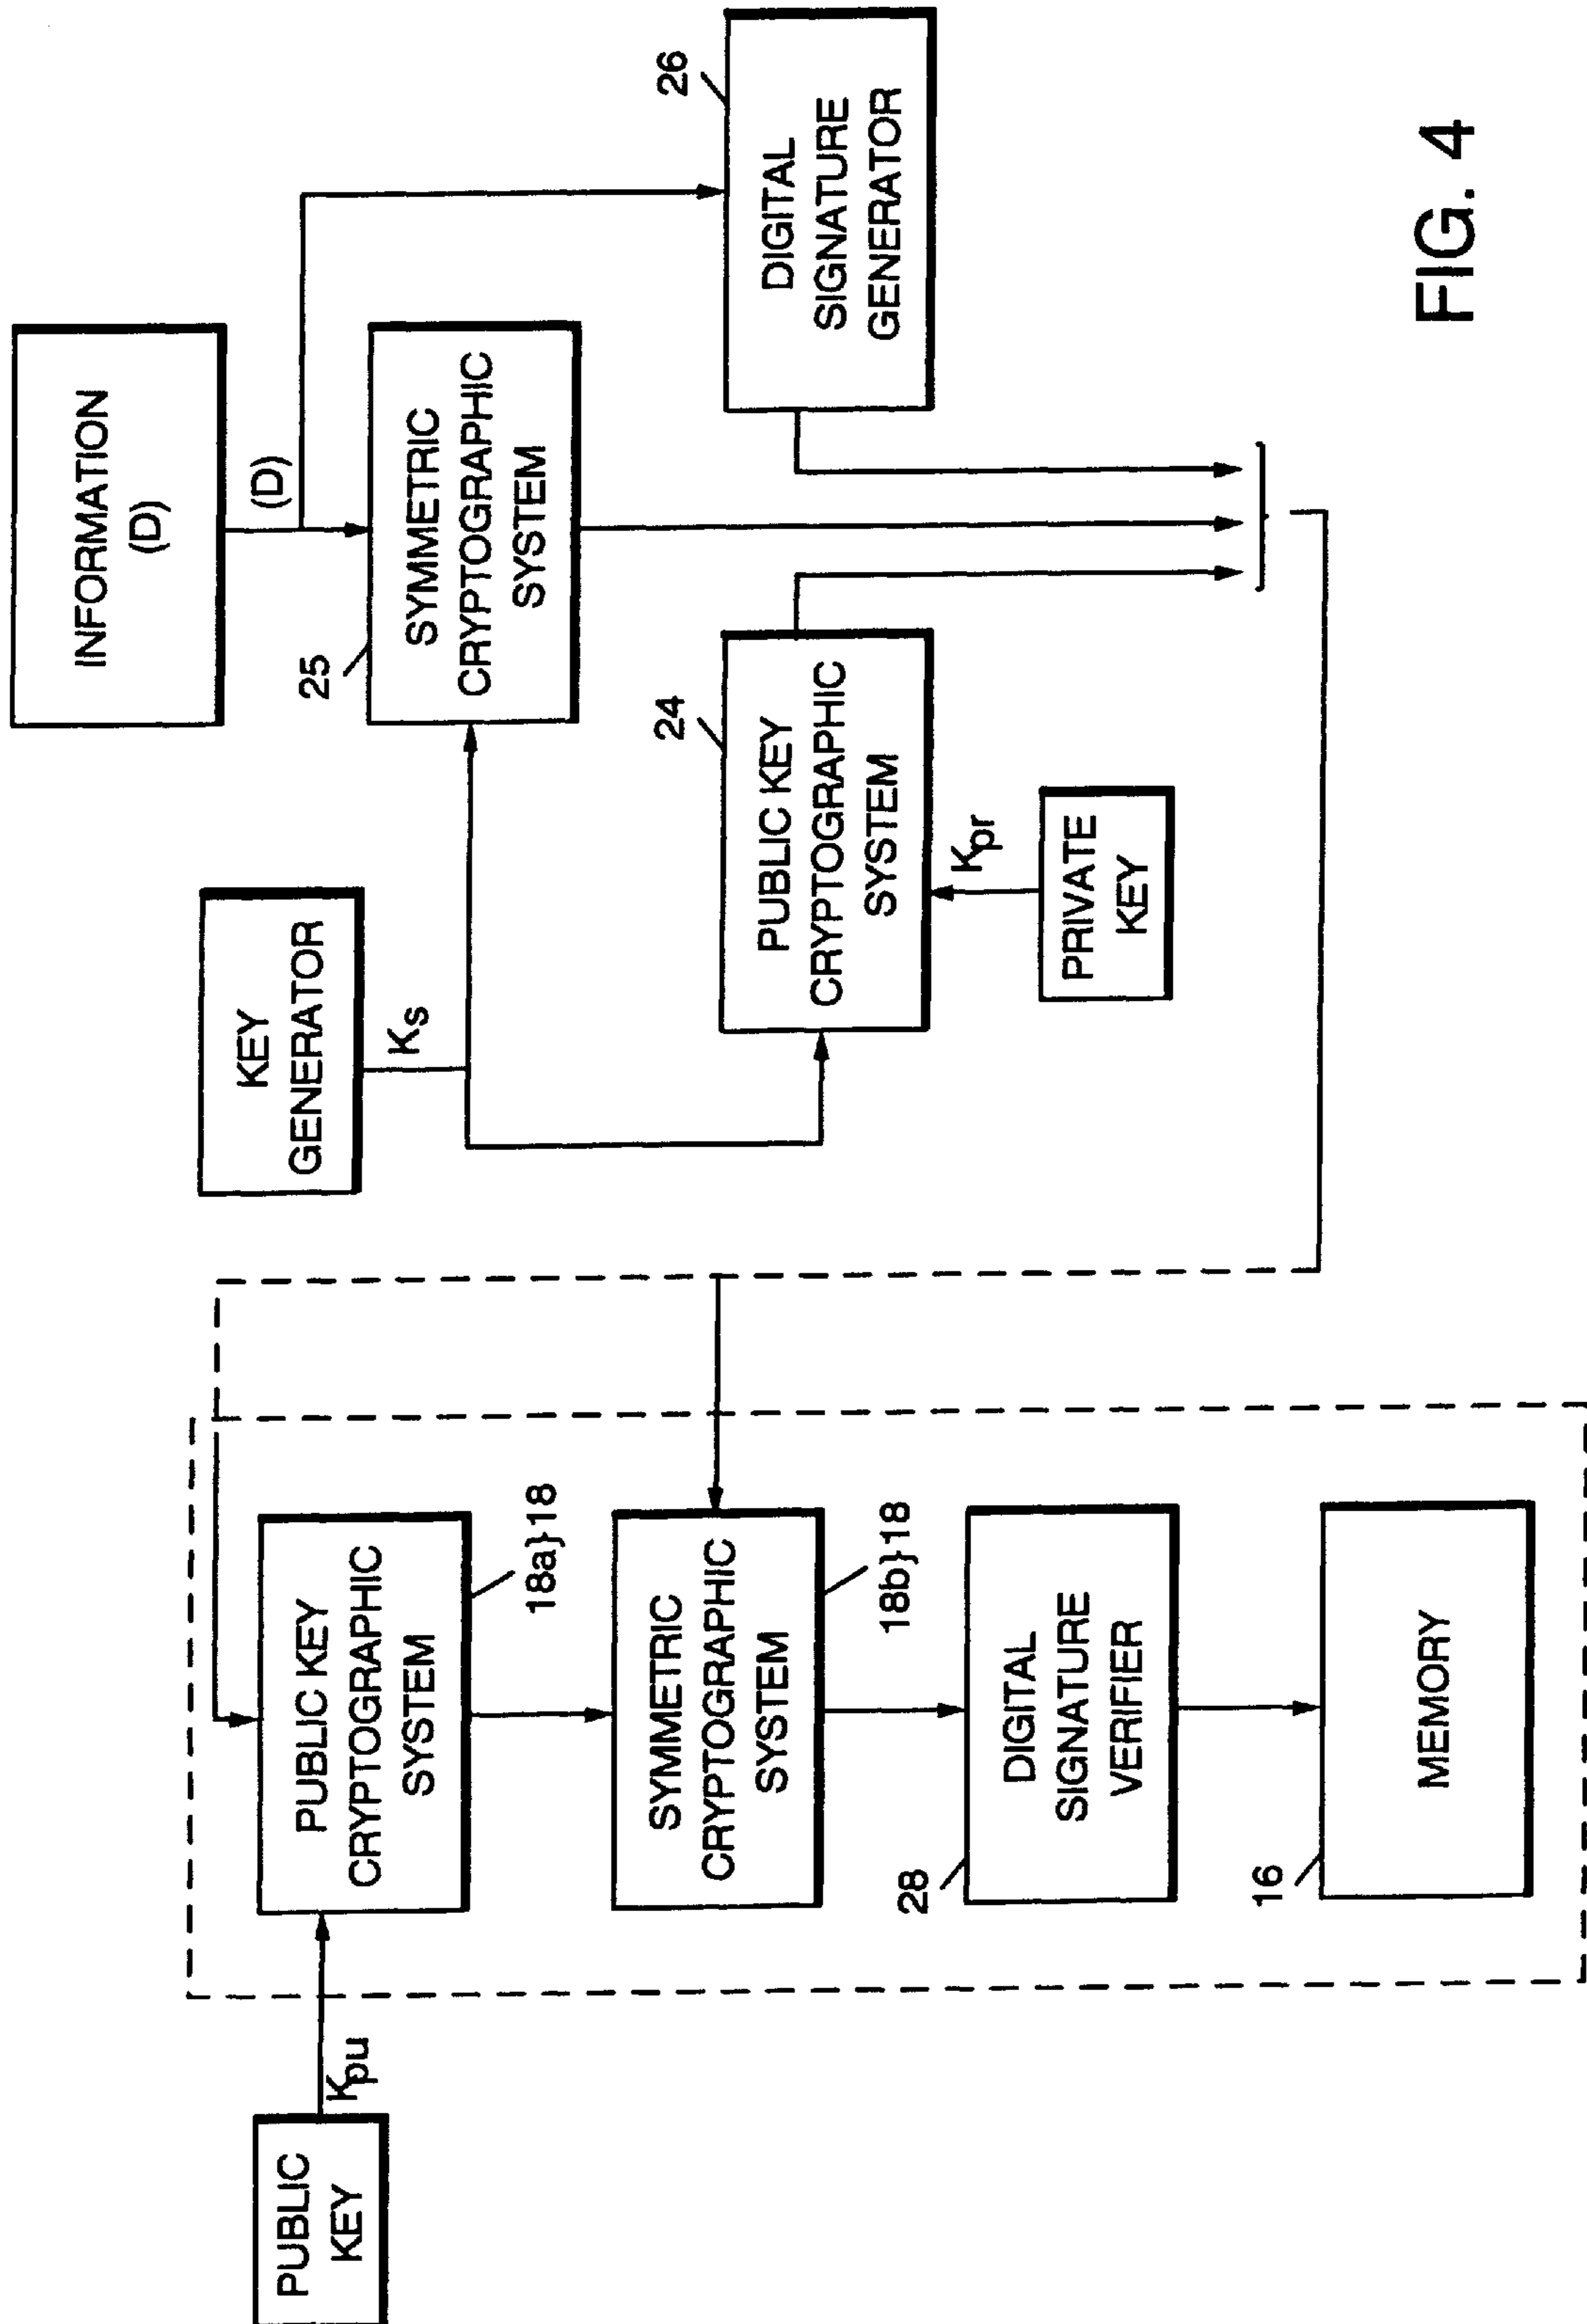 INFORMATION
(D)
(D)
KEY
GENERATOR
Ks
25
SYMMETRIC
CRYPTOGRAPHIC
SYSTEM
26
DIGITAL
SIGNATURE
GENERATOR
24
PUBLIC KEY
CRYPTOGRAPHIC
SYSTEM
Kpr
PRIVATE
KEY
PUBLIC
KEY
Kpu
PUBLIC KEY
CRYPTOGRAPHIC
SYSTEM
18a}18
SYMMETRIC
CRYPTOGRAPHIC
SYSTEM
18b}18
28
DIGITAL
SIGNATURE
VERIFIER
16
MEMORY
FIG. 4